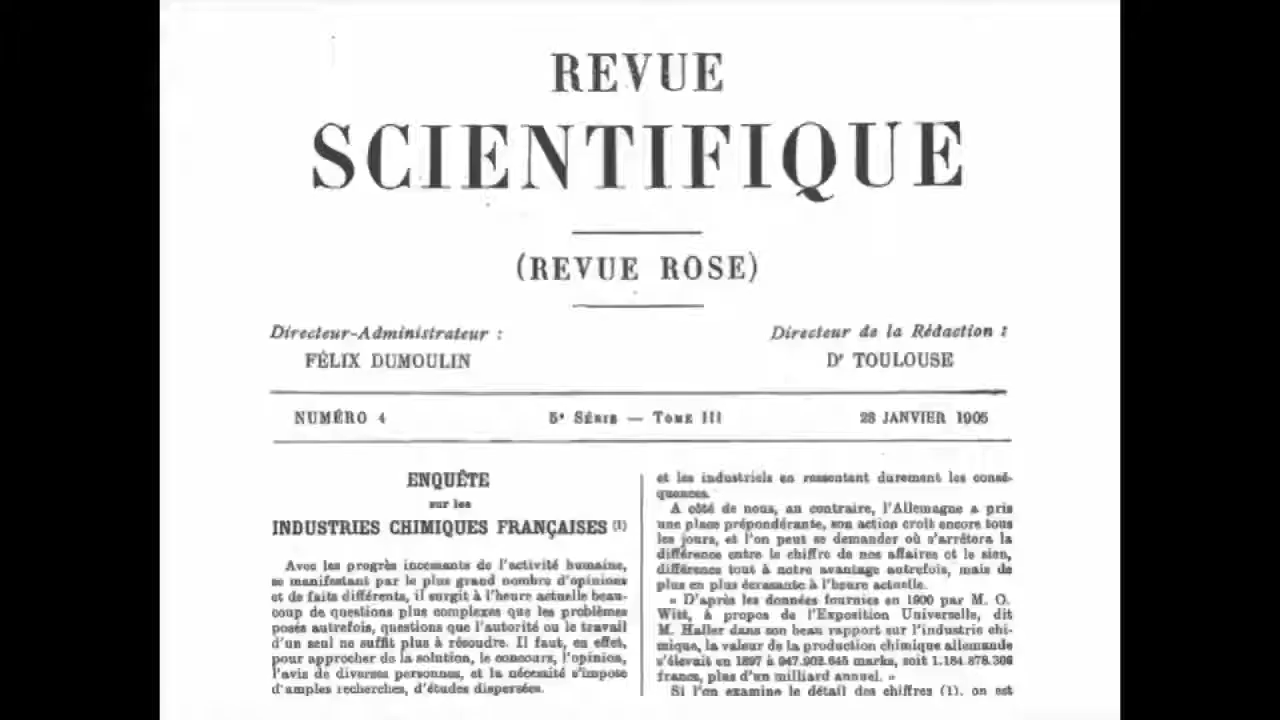 REVUE
SCIENTIFIQUE
(REVUE ROSE)
Directeur-Administrateur :
FÉLIX DUMOULIN
Directeur de la Rédaction :
Dʳ TOULOUSE
NUMÉRO 4
5ᵉ SÉRIE — TOME III
28 JANVIER 1905
ENQUÊTE
sur les
INDUSTRIES CHIMIQUES FRANÇAISES (1)
Avec les progrès incessants de l'activité humaine,
se manifestant par le plus grand nombre d'opinions
et de faits différents, il surgit à l'heure actuelle beau-
coup de questions plus complexes que les problèmes
posés autrefois, questions que l'autorité ou le travail
d'un seul ne suffit plus à résoudre. Il faut, en effet,
pour approcher de la solution, le concours, l'opinion,
l'avis de diverses personnes, et la nécessité s'impose
d'amples recherches, d'études dispersées.
et les industriels en ressentent durement les consé-
quences.
A côté de nous, au contraire, l'Allemagne a pris
une place prépondérante, son action croît encore tous
les jours, et l'on peut se demander où s'arrêtera la
différence entre le chiffre de nos affaires et le sien,
différence tout à notre avantage autrefois, mais de
plus en plus écrasante à l'heure actuelle.
« D'après les données fournies en 1900 par M. O.
Witt, à propos de l'Exposition Universelle, dit
M. Haller dans son beau rapport sur l'industrie chi-
mique, la valeur de la production chimique allemande
s'élevait en 1897 à 947.902.645 marks, soit 1.184.878.306
francs, plus d'un milliard annuel. »
Si l'on examine le détail des chiffres (1), on est